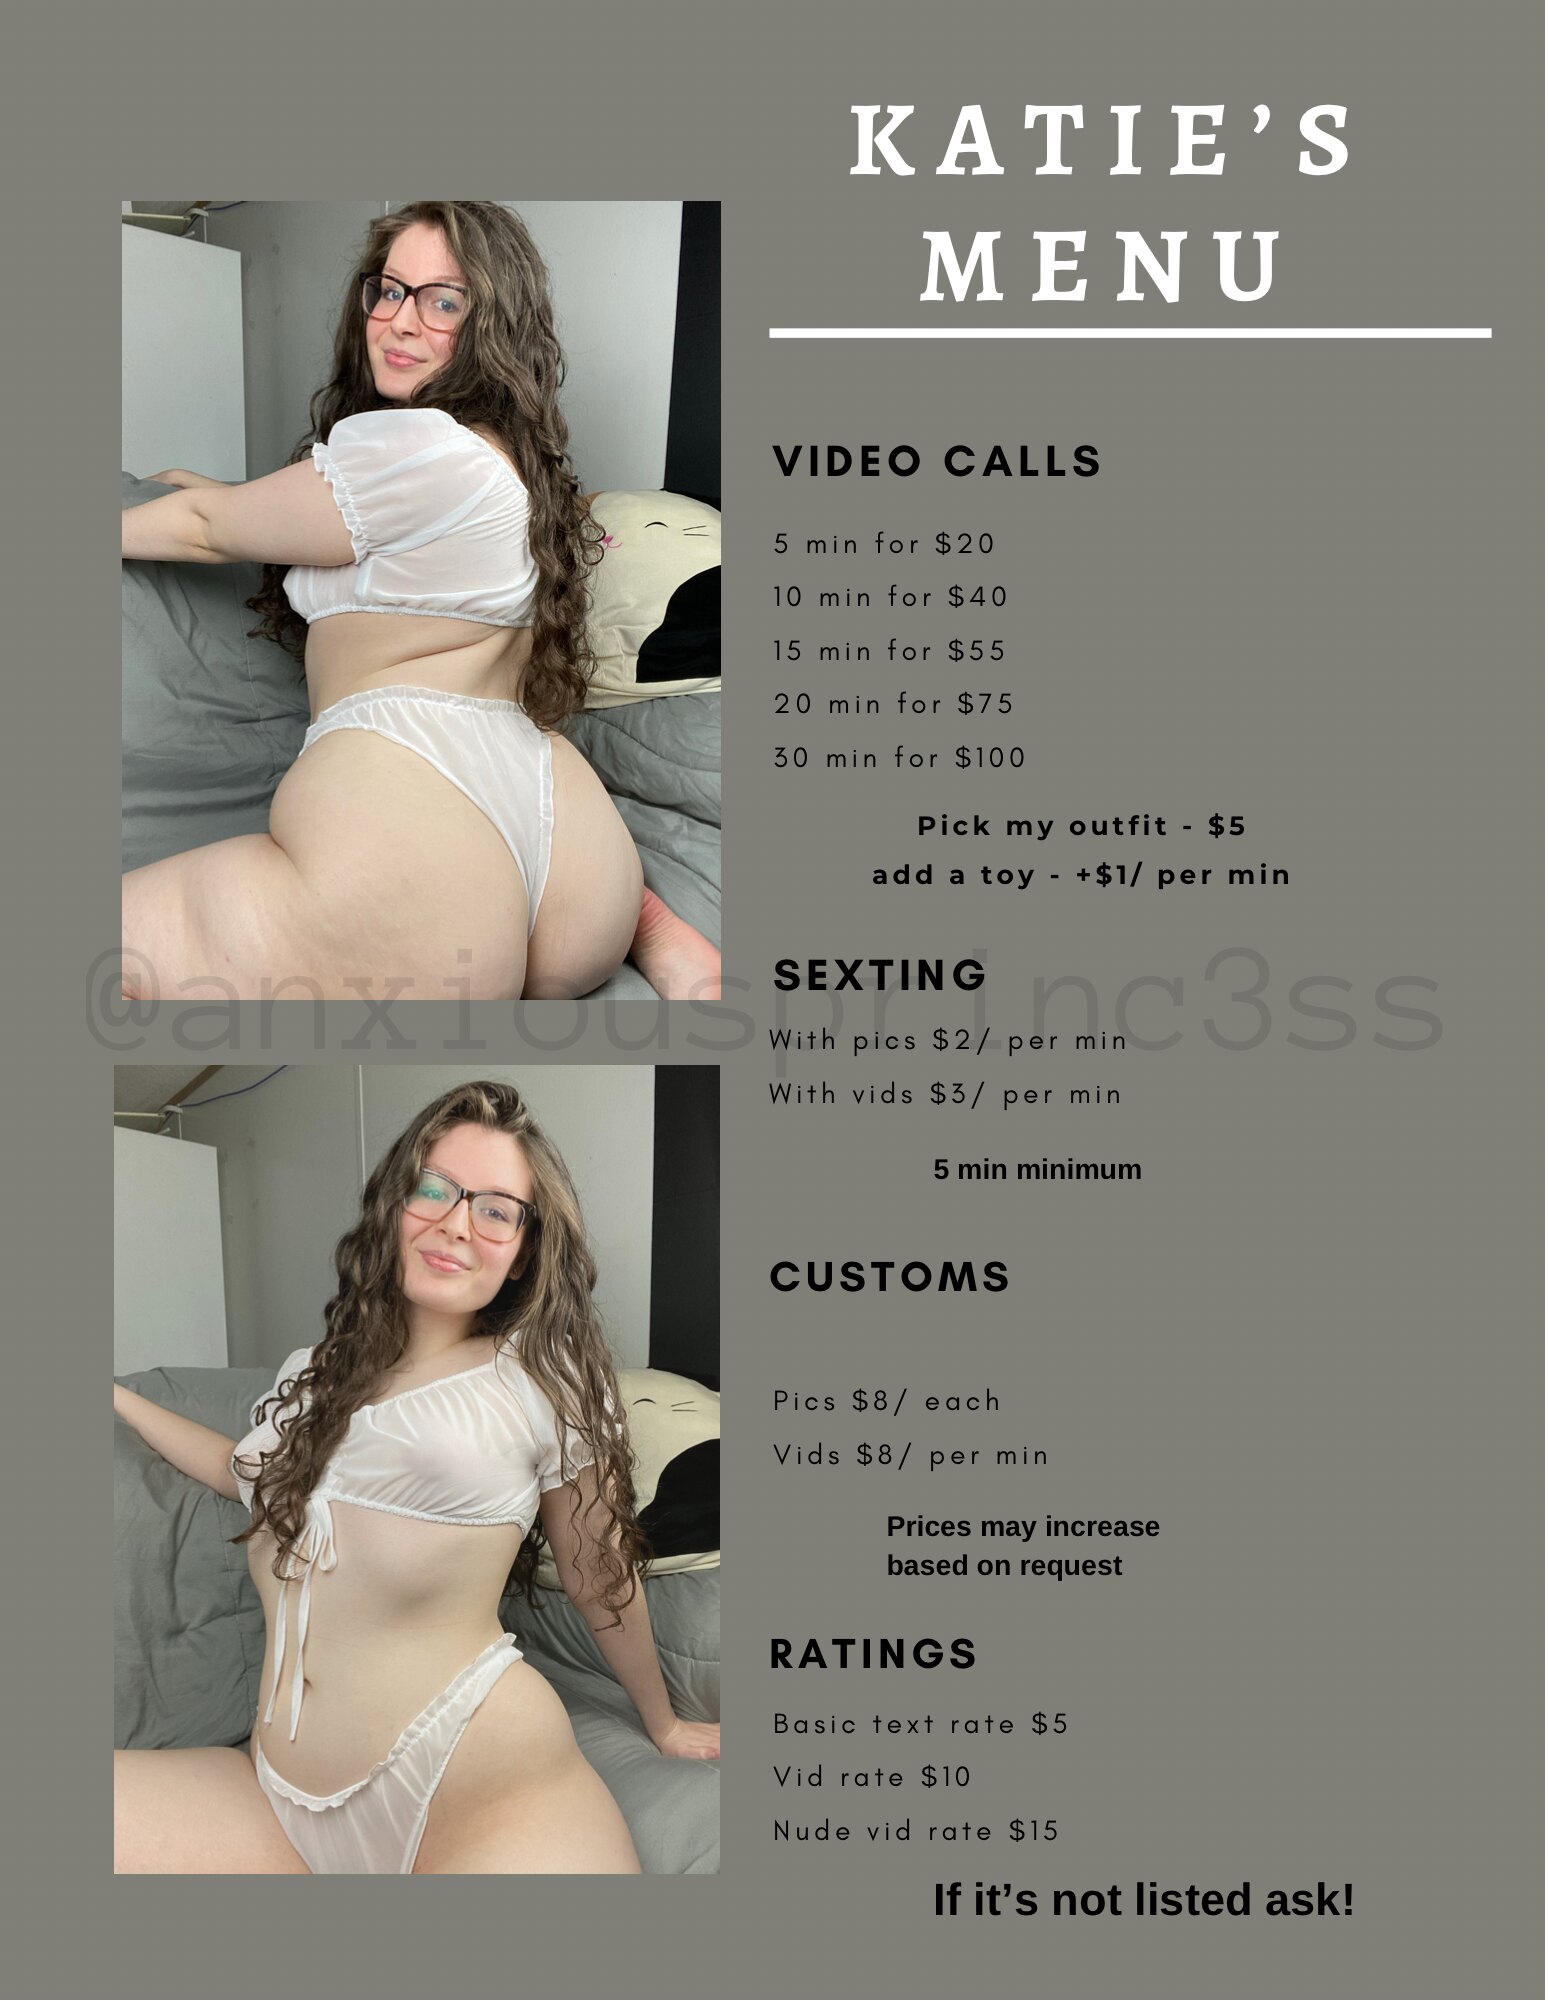 KATIE'S
MENU
VIDEO CALLS
5 min for $20
10 min for $40
15 min for $55
20 min for $75
30 min for $100
Pick my outfit - $5
add a toy - +$1/ per min
@anxiousprinc3ss
SEXTING
With pics $2/ per min
With vids $3/ per min
5 min minimum
CUSTOMS
Pics $8/ each
Vids $8/ per min
Prices may increase
based on request
RATINGS
Basic text rate $5
Vid rate $10
Nude vid rate $15
If it's not listed ask!